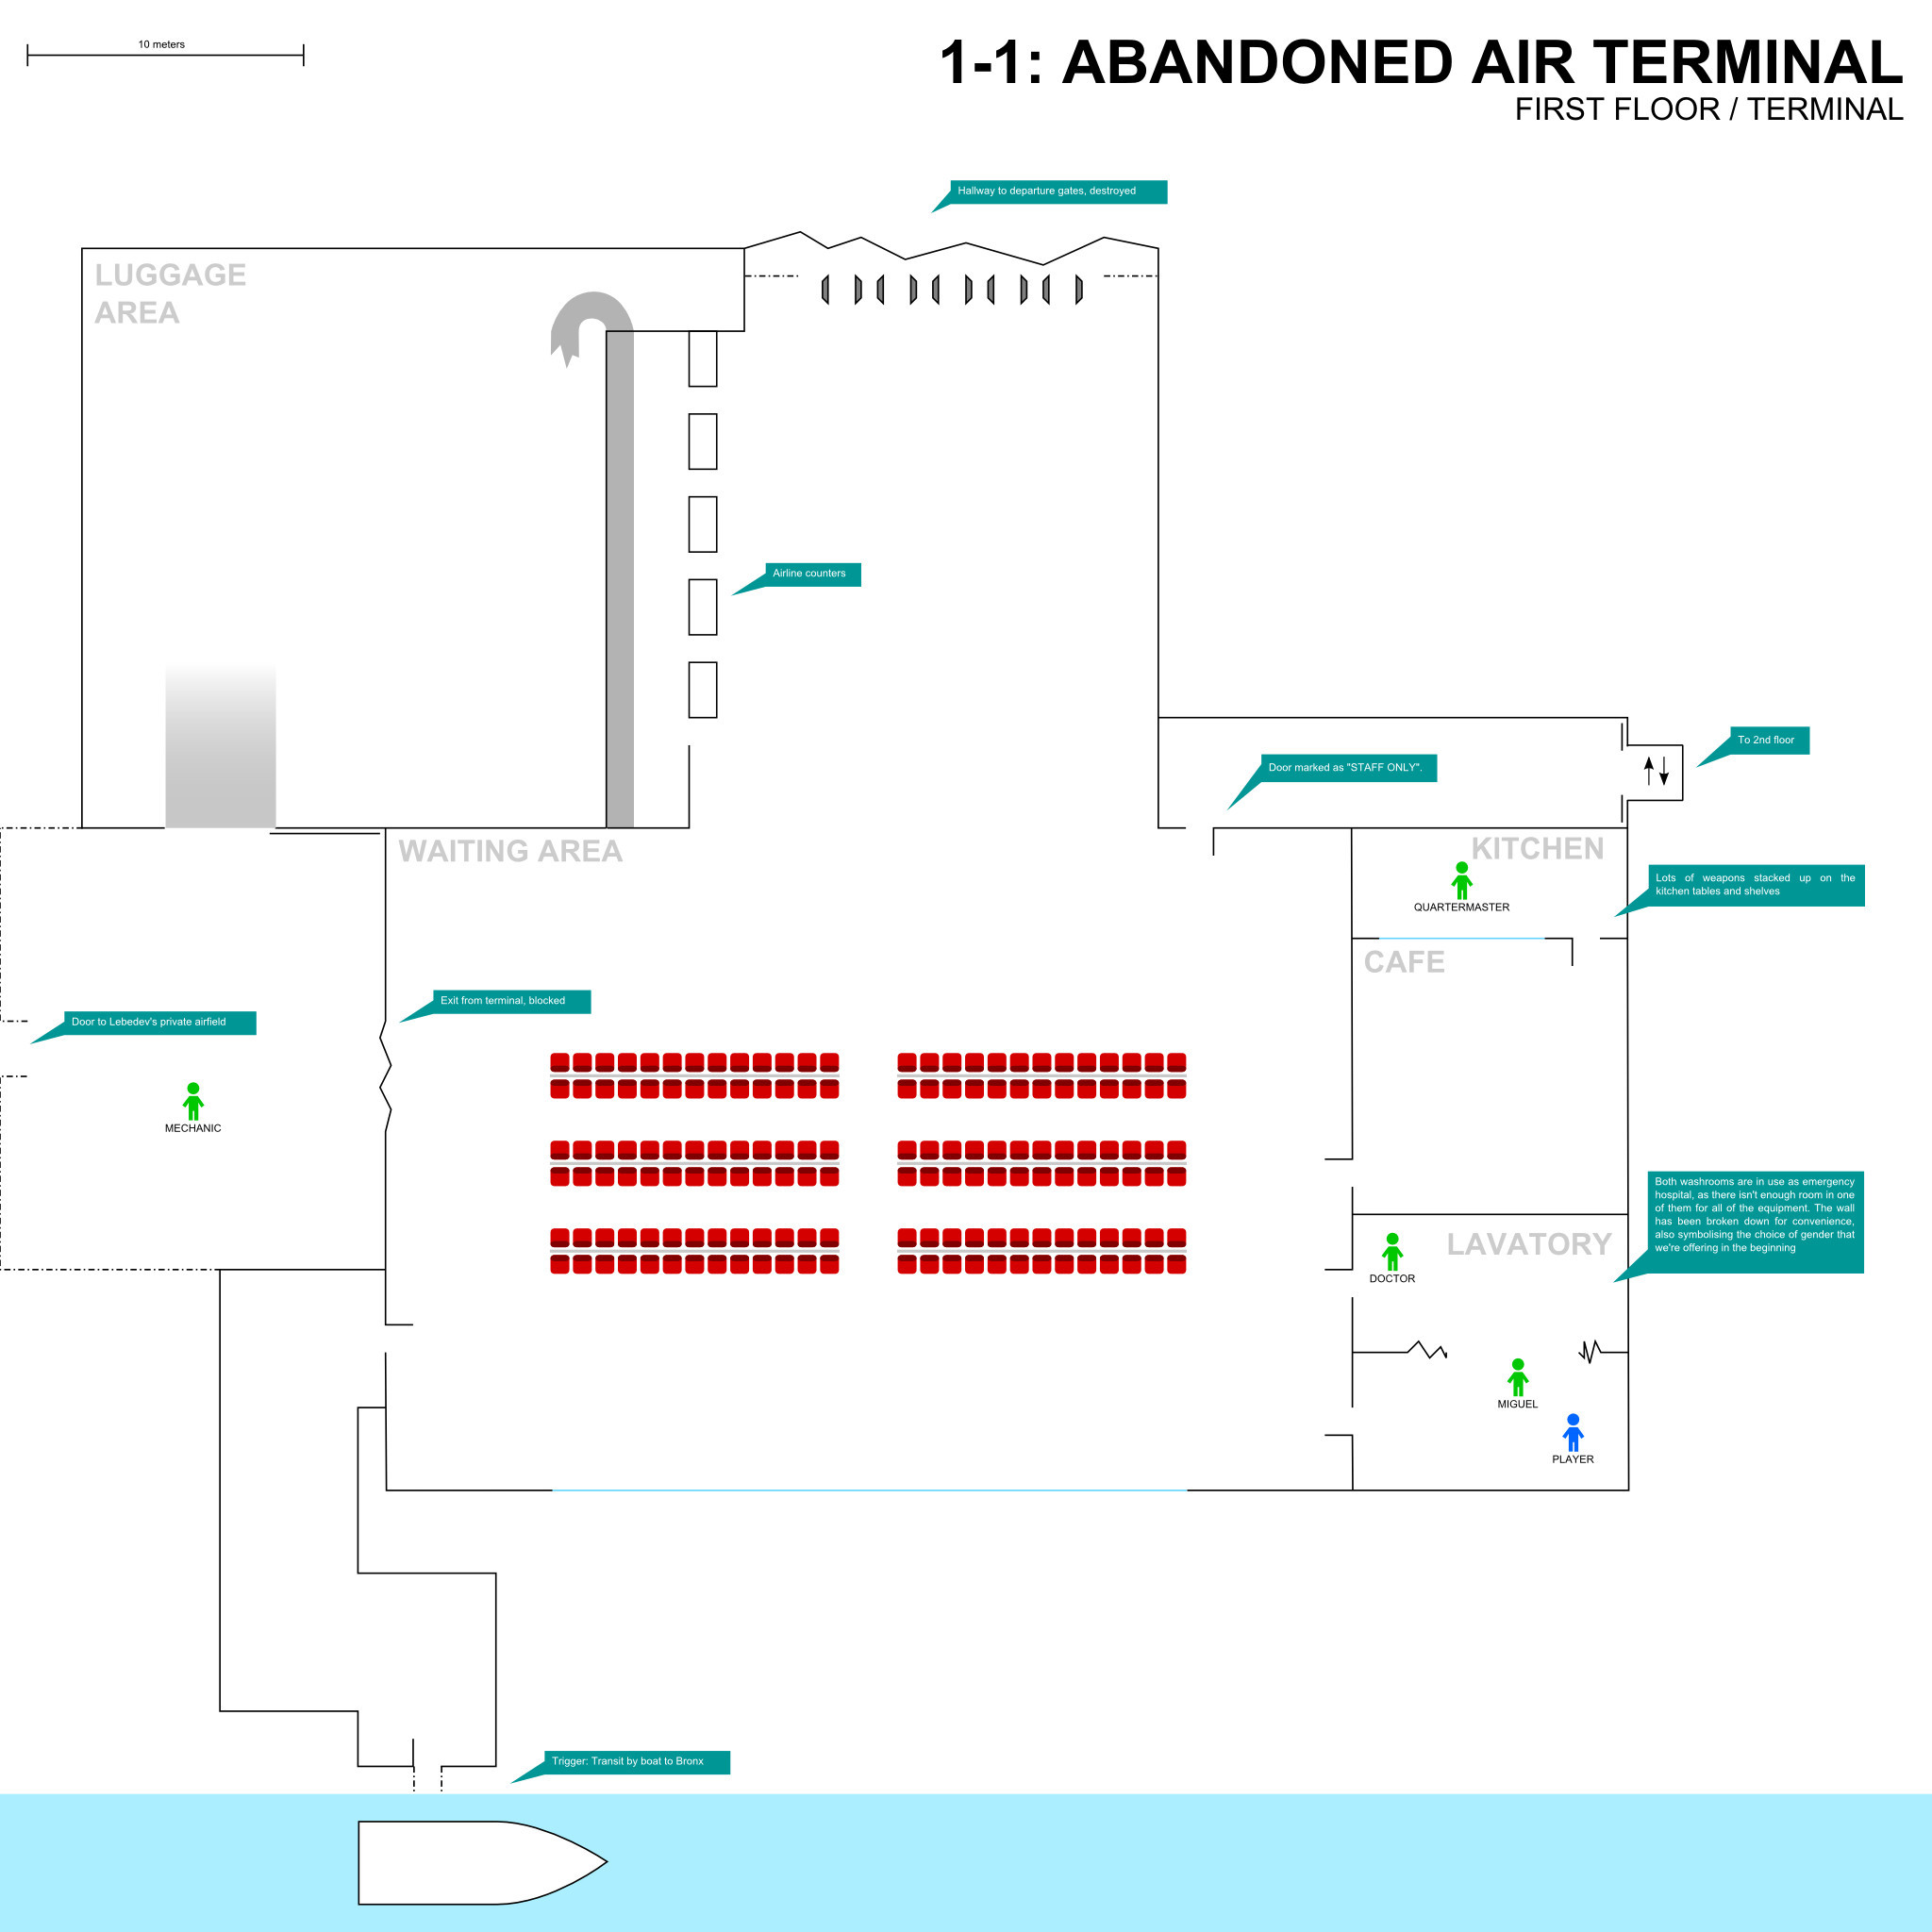 10 meters
1-1: ABANDONED AIR TERMINAL
FIRST FLOOR / TERMINAL
Hallway to departure gates, destroyed
LUGGAGE
AREA
Airline counters
To 2nd floor
Door marked as "STAFF ONLY".
WAITING AREA
KITCHEN
Lots of weapons stacked up on the
kitchen tables and shelves
QUARTERMASTER
CAFE
Exit from terminal, blocked
Door to Lebedev's private airfield
MECHANIC
Both washrooms are in use as emergency
hospital, as there isn't enough room in one
of them for all of the equipment. The wall
has been broken down for convenience,
also symbolising the choice of gender that
we're offering in the beginning
LAVATORY
DOCTOR
MIGUEL
PLAYER
Trigger: Transit by boat to Bronx